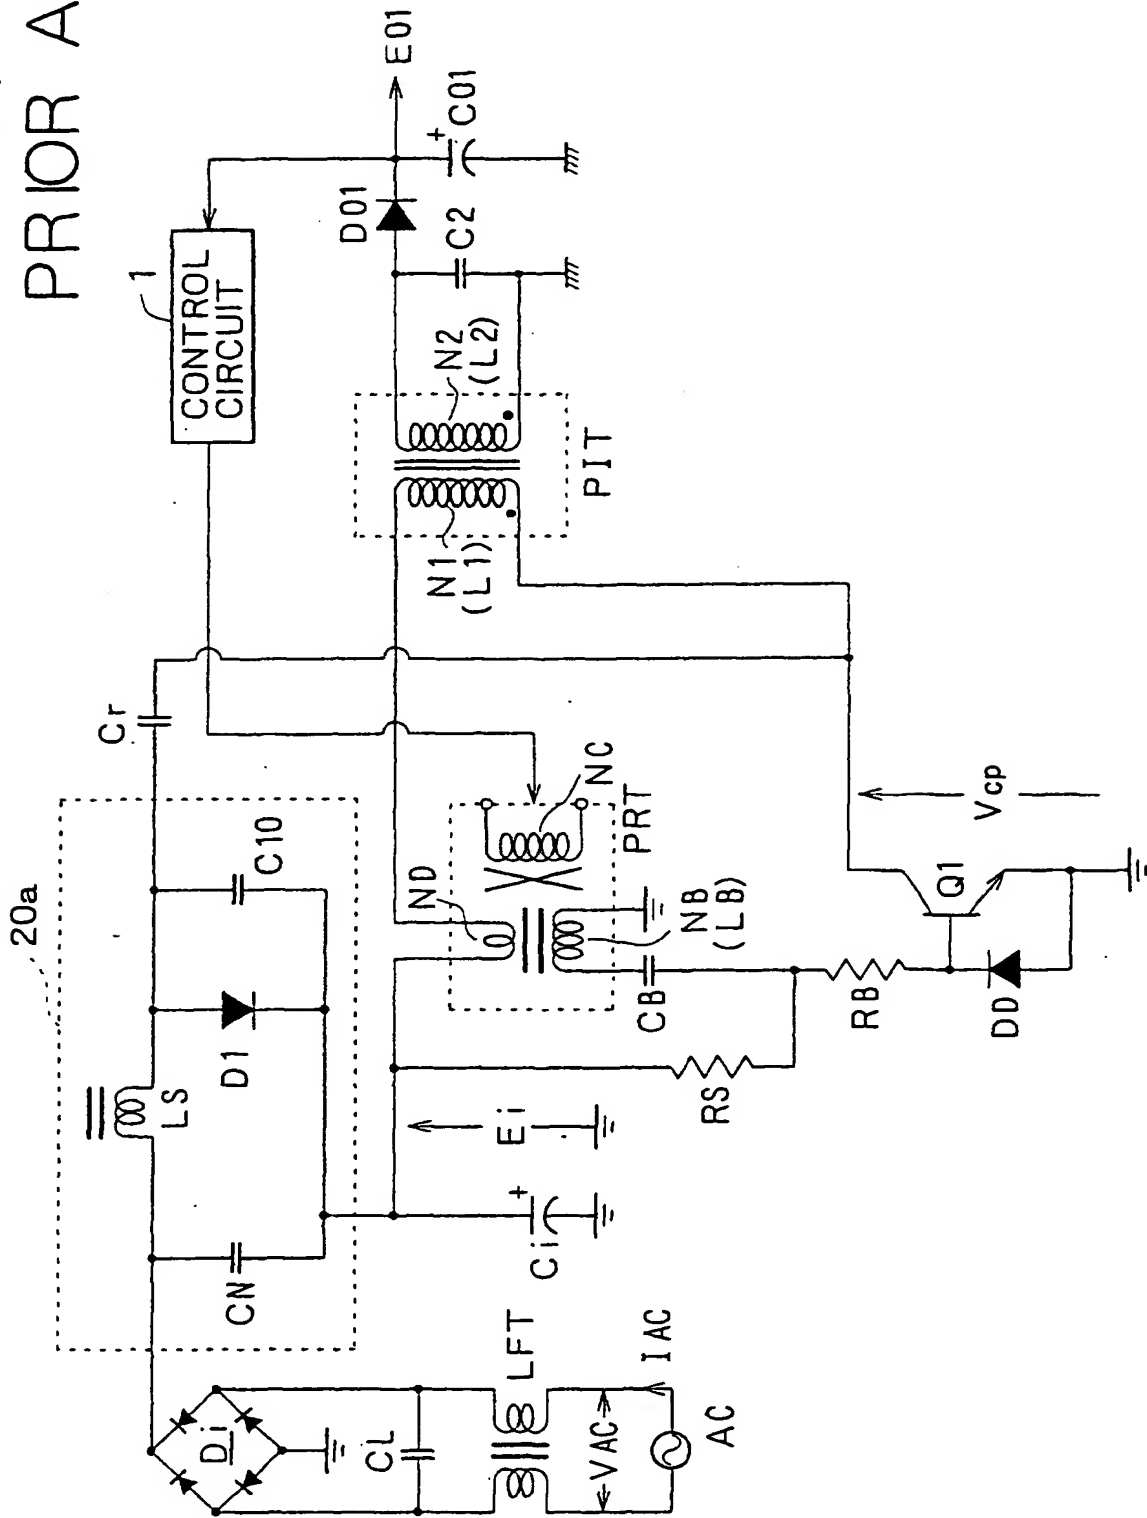 PRIOR A
20a
1
CONTROL
CIRCUIT
Cr
LS
D1
C10
CN
Di
CL
LFT
VAC
IAC
AC
Ci
+
Ei
RS
ND
NC
PRT
NB
(LB)
CB
RB
DD
Q1
Vcp
N1
(L1)
N2
(L2)
PIT
D01
C2
+
C01
E01